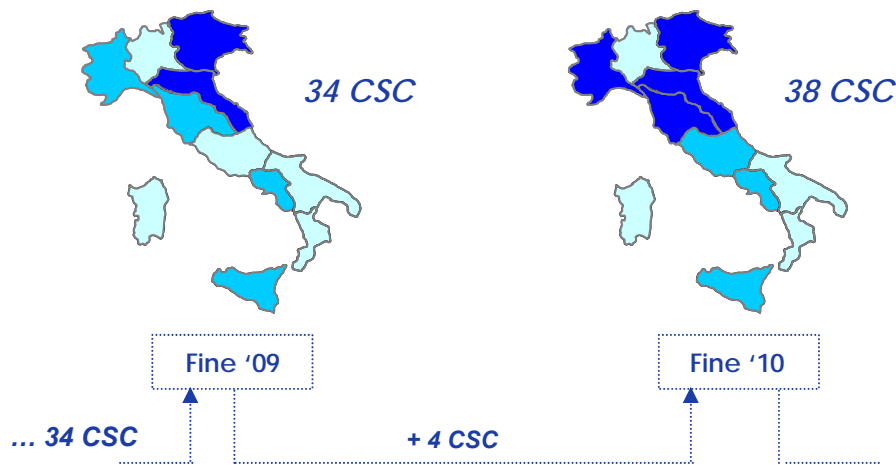 34 CSC
38 CSC
Fine ‘09
Fine ‘10
... 34 CSC
+ 4 CSC